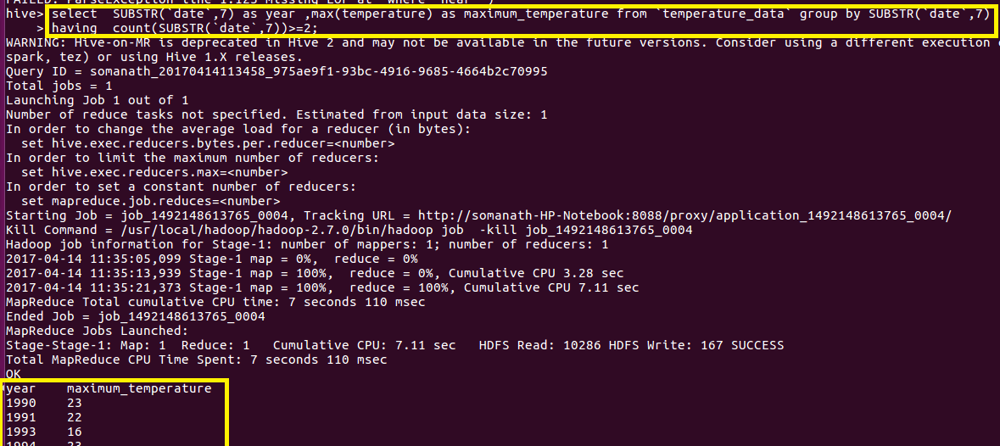 FAILED: ParseException line 1:125 missing EOF at 'where' near ')'
hive> select  SUBSTR(`date`,7) as year ,max(temperature) as maximum_temperature from `temperature_data` group by SUBSTR(`date`,7)
    > having  count(SUBSTR(`date`,7))>=2;
WARNING: Hive-on-MR is deprecated in Hive 2 and may not be available in the future versions. Consider using a different execution
spark, tez) or using Hive 1.X releases.
Query ID = somanath_20170414113458_975ae9f1-93bc-4916-9685-4664b2c70995
Total jobs = 1
Launching Job 1 out of 1
Number of reduce tasks not specified. Estimated from input data size: 1
In order to change the average load for a reducer (in bytes):
  set hive.exec.reducers.bytes.per.reducer=<number>
In order to limit the maximum number of reducers:
  set hive.exec.reducers.max=<number>
In order to set a constant number of reducers:
  set mapreduce.job.reduces=<number>
Starting Job = job_1492148613765_0004, Tracking URL = http://somanath-HP-Notebook:8088/proxy/application_1492148613765_0004/
Kill Command = /usr/local/hadoop/hadoop-2.7.0/bin/hadoop job  -kill job_1492148613765_0004
Hadoop job information for Stage-1: number of mappers: 1; number of reducers: 1
2017-04-14 11:35:05,099 Stage-1 map = 0%,  reduce = 0%
2017-04-14 11:35:13,939 Stage-1 map = 100%,  reduce = 0%, Cumulative CPU 3.28 sec
2017-04-14 11:35:21,373 Stage-1 map = 100%,  reduce = 100%, Cumulative CPU 7.11 sec
MapReduce Total cumulative CPU time: 7 seconds 110 msec
Ended Job = job_1492148613765_0004
MapReduce Jobs Launched:
Stage-Stage-1: Map: 1  Reduce: 1   Cumulative CPU: 7.11 sec   HDFS Read: 10286 HDFS Write: 167 SUCCESS
Total MapReduce CPU Time Spent: 7 seconds 110 msec
OK
year    maximum_temperature
1990    23
1991    22
1993    16
1994    23